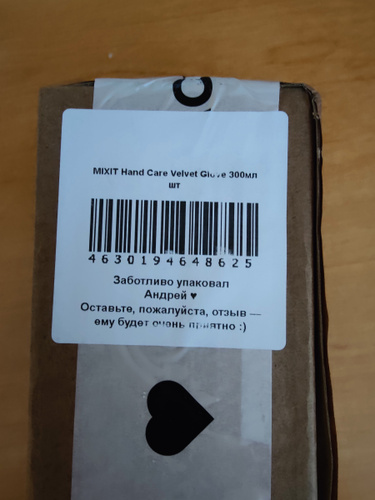 MIXIT Hand Care Velvet Glove 300мл
шт
4630194648625
Заботливо упаковал
Андрей ♥
Оставьте, пожалуйста, отзыв —
ему будет очень приятно :)